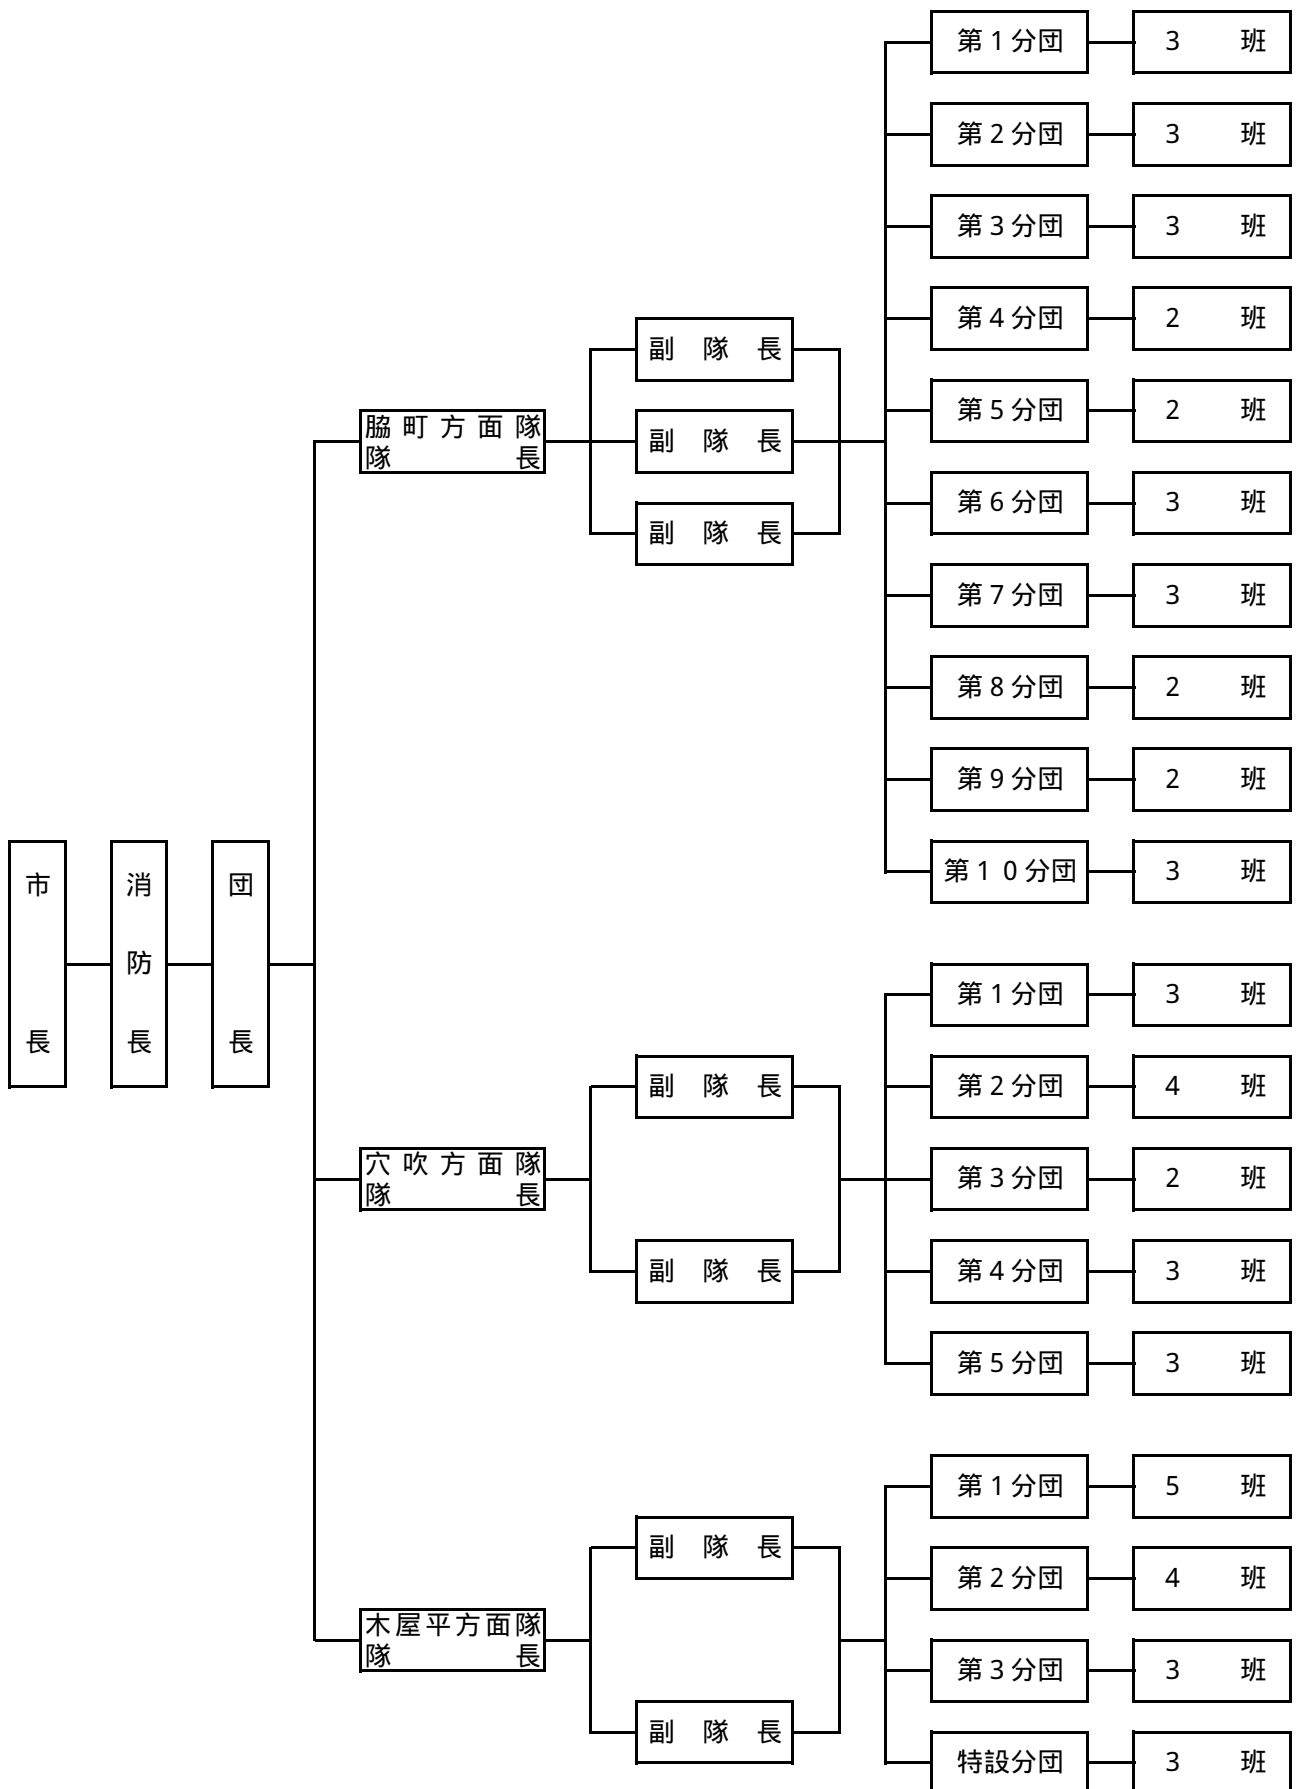 市長
消防長
団長
脇町方面隊
隊長
副隊長
副隊長
副隊長
第1分団 3 班
第2分団 3 班
第3分団 3 班
第4分団 2 班
第5分団 2 班
第6分団 3 班
第7分団 3 班
第8分団 2 班
第9分団 2 班
第10分団 3 班
穴吹方面隊
隊長
副隊長
副隊長
第1分団 3 班
第2分団 4 班
第3分団 2 班
第4分団 3 班
第5分団 3 班
木屋平方面隊
隊長
副隊長
副隊長
第1分団 5 班
第2分団 4 班
第3分団 3 班
特設分団 3 班